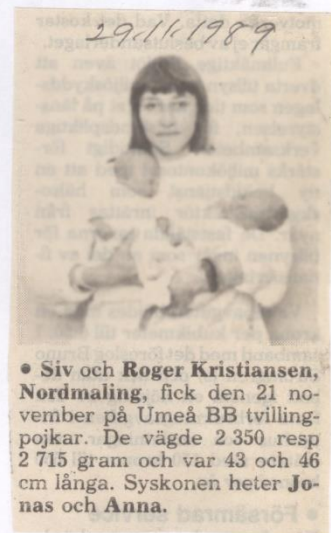 29.11.1989
• Siv och Roger Kristiansen,
Nordmaling, fick den 21 no-
vember på Umeå BB tvilling-
pojkar. De vägde 2 350 resp
2 715 gram och var 43 och 46
cm långa. Syskonen heter Jo-
nas och Anna.